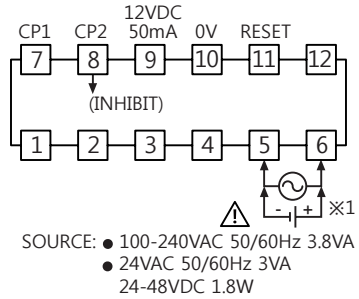 12VDC
CP1 CP2 50mA 0V RESET
7 8 9 10 11 12
(INHIBIT)
1 2 3 4 5 6
- + ※1
SOURCE: ● 100-240VAC 50/60Hz 3.8VA
● 24VAC 50/60Hz 3VA
24-48VDC 1.8W